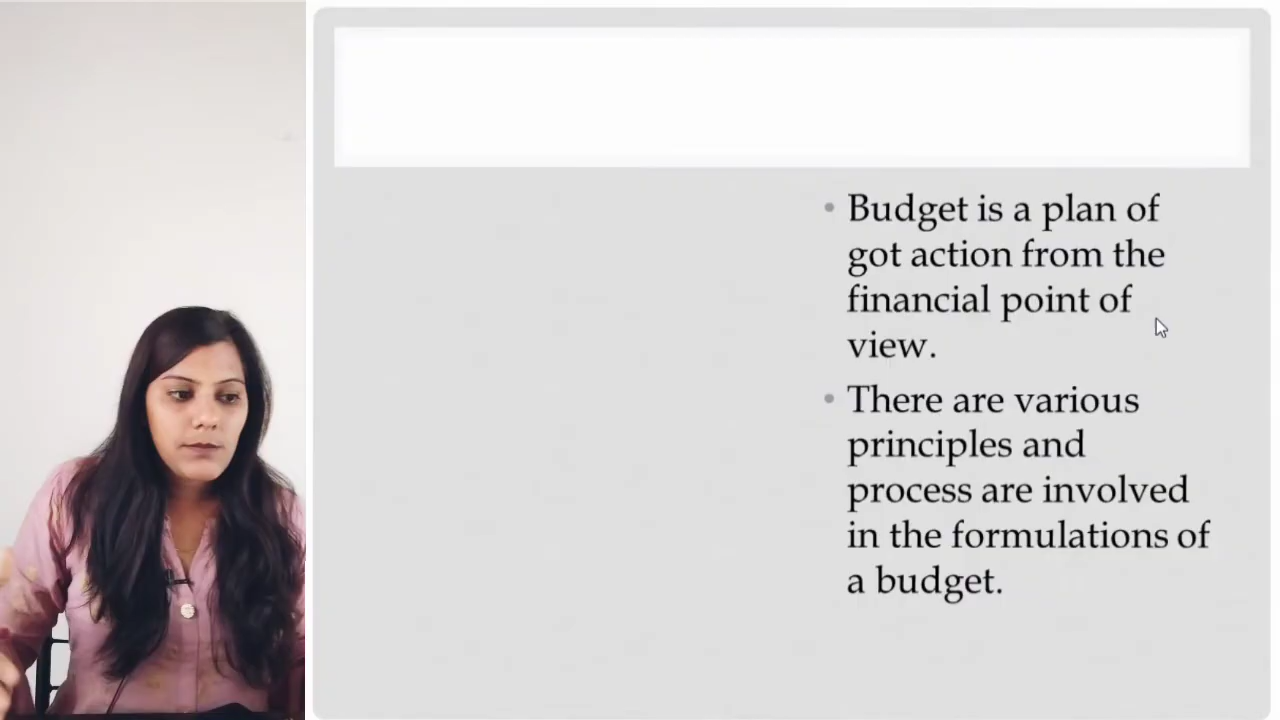 • Budget is a plan of
got action from the
financial point of
view.
• There are various
principles and
process are involved
in the formulations of
a budget.